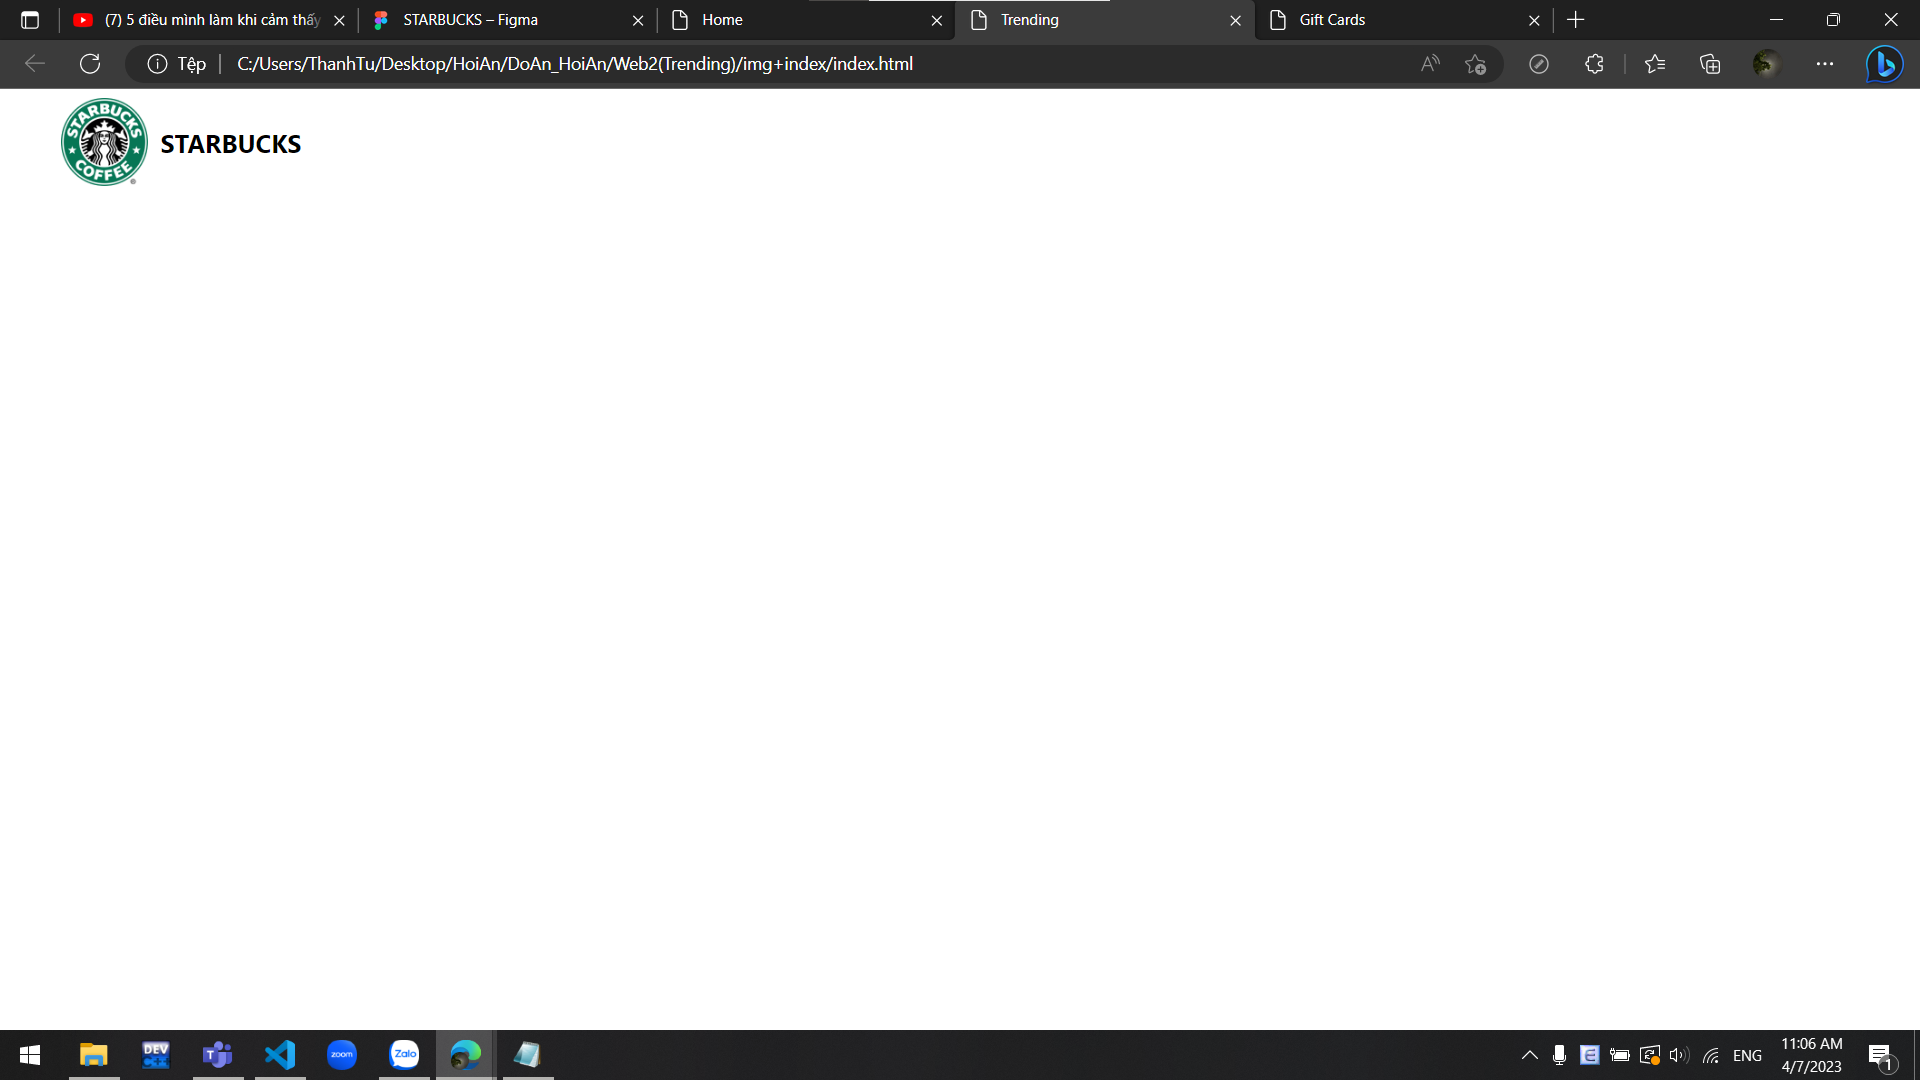 (7) 5 điều mình làm khi cảm thấy
STARBUCKS – Figma
Home
Trending
Gift Cards
Tệp
C:/Users/ThanhTu/Desktop/HoiAn/DoAn_HoiAn/Web2(Trending)/img+index/index.html
STARBUCKS
COFFEE
STARBUCKS
DEV
C++
T
zoom
Zalo
E
ENG
11:06 AM
4/7/2023
1